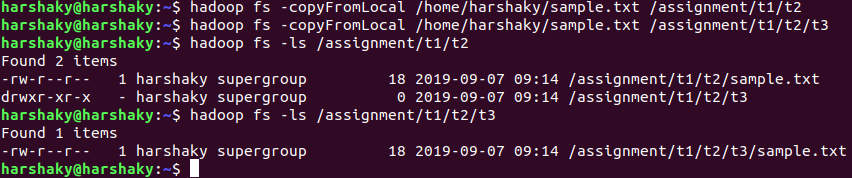 harshaky@harshaky:~$ hadoop fs -copyFromLocal /home/harshaky/sample.txt /assignment/t1/t2
harshaky@harshaky:~$ hadoop fs -copyFromLocal /home/harshaky/sample.txt /assignment/t1/t2/t3
harshaky@harshaky:~$ hadoop fs -ls /assignment/t1/t2
Found 2 items
-rw-r--r--   1 harshaky supergroup         18 2019-09-07 09:14 /assignment/t1/t2/sample.txt
drwxr-xr-x   - harshaky supergroup          0 2019-09-07 09:14 /assignment/t1/t2/t3
harshaky@harshaky:~$ hadoop fs -ls /assignment/t1/t2/t3
Found 1 items
-rw-r--r--   1 harshaky supergroup         18 2019-09-07 09:14 /assignment/t1/t2/t3/sample.txt
harshaky@harshaky:~$